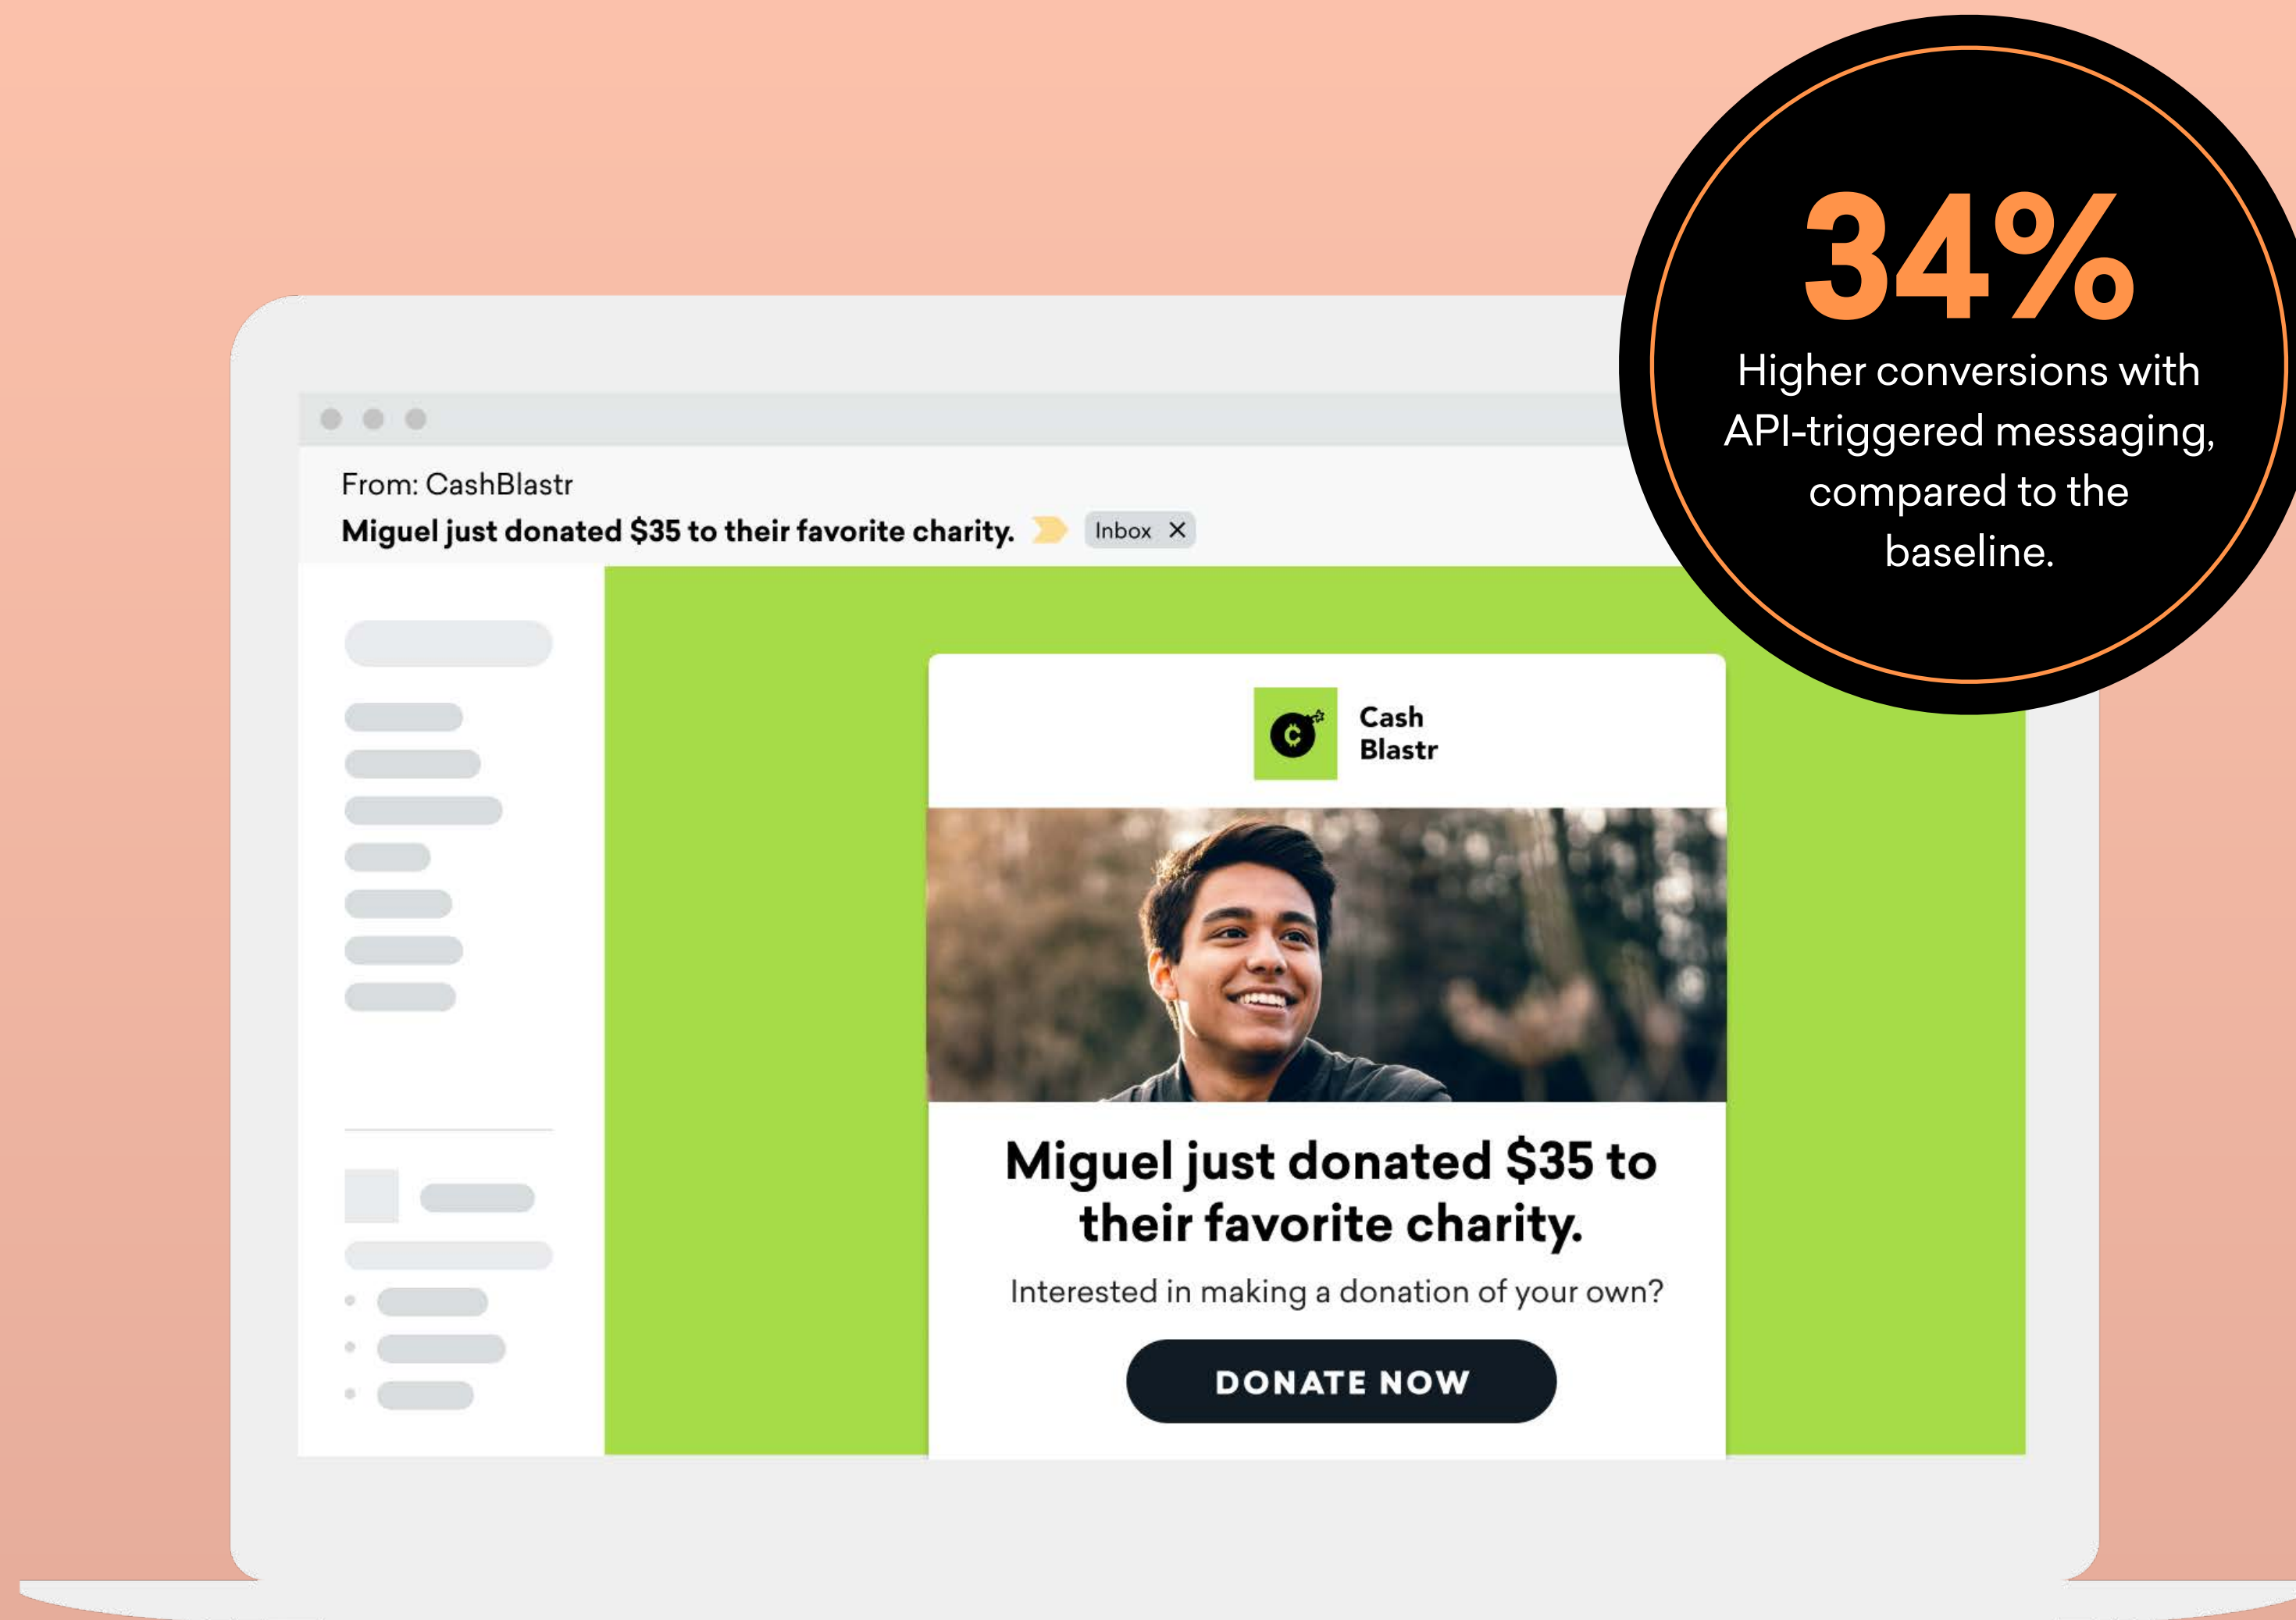 34%
Higher conversions with
API-triggered messaging,
compared to the
baseline.
From: CashBlastr
Miguel just donated $35 to their favorite charity. Inbox X
Cash
Blastr
Miguel just donated $35 to
their favorite charity.
Interested in making a donation of your own?
DONATE NOW